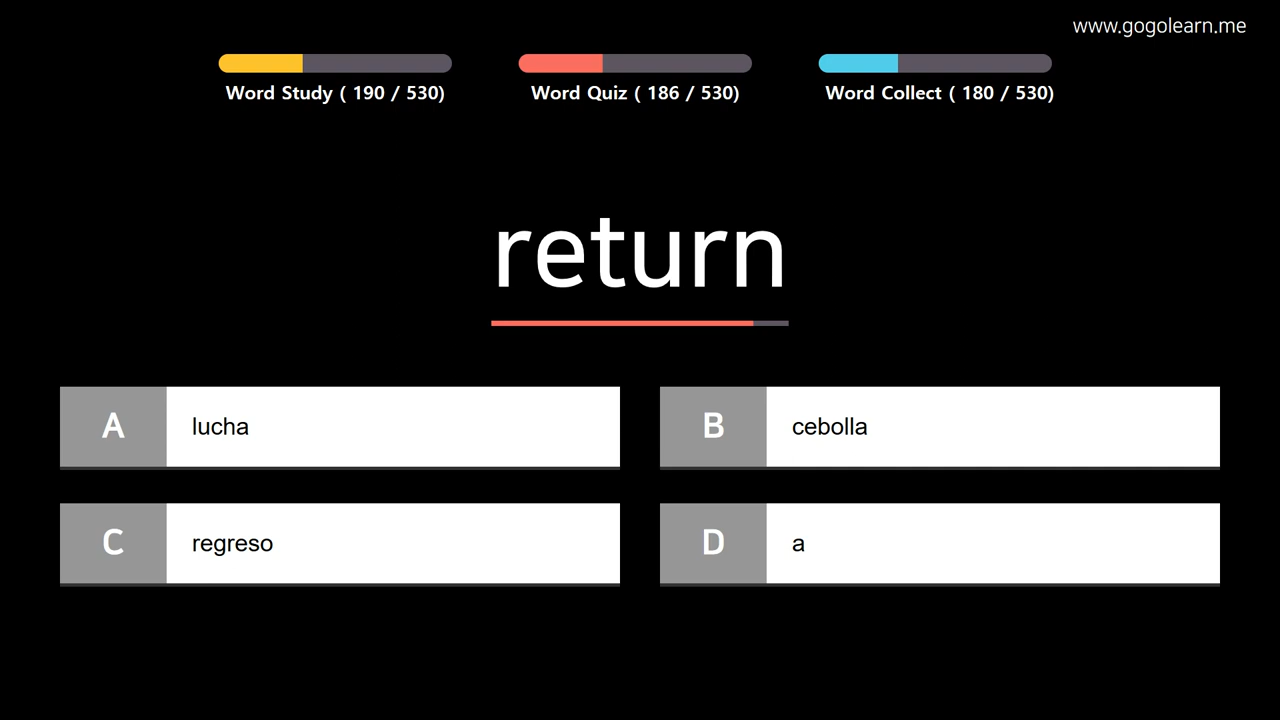 www.gogolearn.me
Word Study ( 190 / 530)
Word Quiz ( 186 / 530)
Word Collect ( 180 / 530)
return
A lucha
B cebolla
C regreso
D a